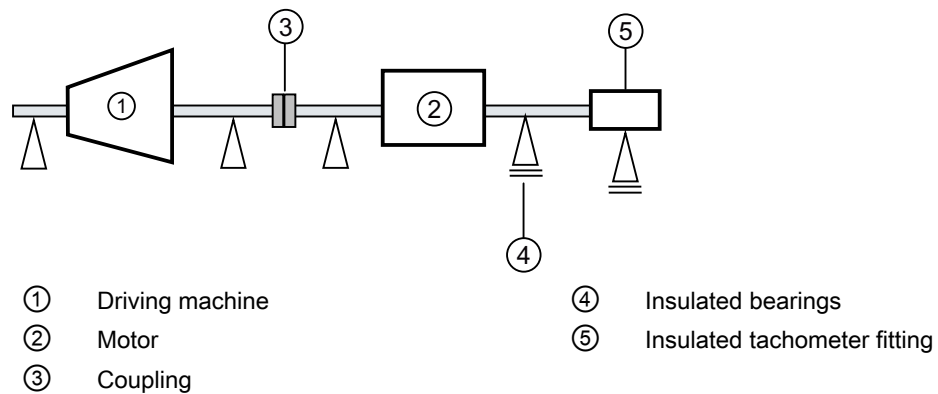 ③ ⑤
① ②
④
① Driving machine ④ Insulated bearings
② Motor ⑤ Insulated tachometer fitting
③ Coupling